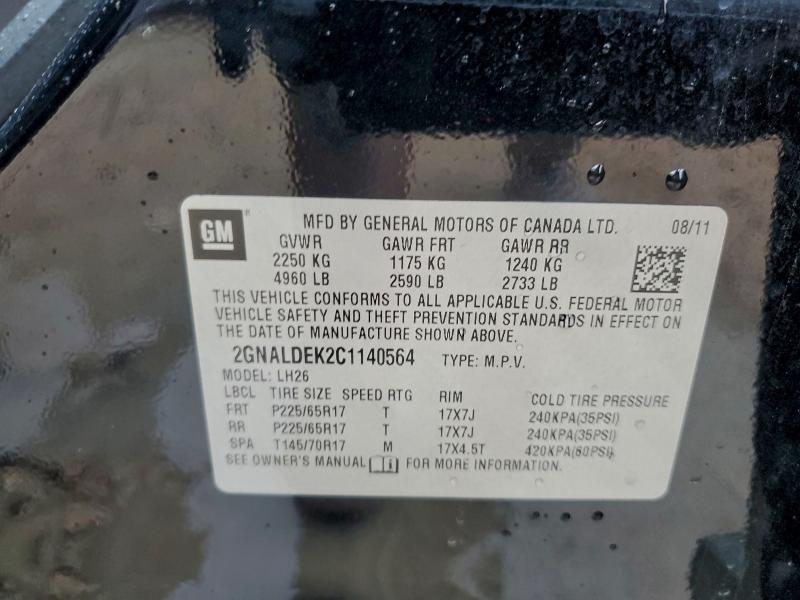 GM ® MFD BY GENERAL MOTORS OF CANADA LTD. 08/11
GVWR GAWR FRT GAWR RR
2250 KG 1175 KG 1240 KG
4960 LB 2590 LB 2733 LB
THIS VEHICLE CONFORMS TO ALL APPLICABLE U.S. FEDERAL MOTOR
VEHICLE SAFETY AND THEFT PREVENTION STANDARDS IN EFFECT ON
THE DATE OF MANUFACTURE SHOWN ABOVE.
2GNALDEK2C1140564 TYPE: M.P.V.
MODEL: LH26
LBCL TIRE SIZE SPEED RTG RIM COLD TIRE PRESSURE
FRT P225/65R17 T 17X7J 240KPA(35PSI)
RR P225/65R17 T 17X7J 240KPA(35PSI)
SPA T145/70R17 M 17X4.5T 420KPA(60PSI)
SEE OWNER'S MANUAL FOR MORE INFORMATION.